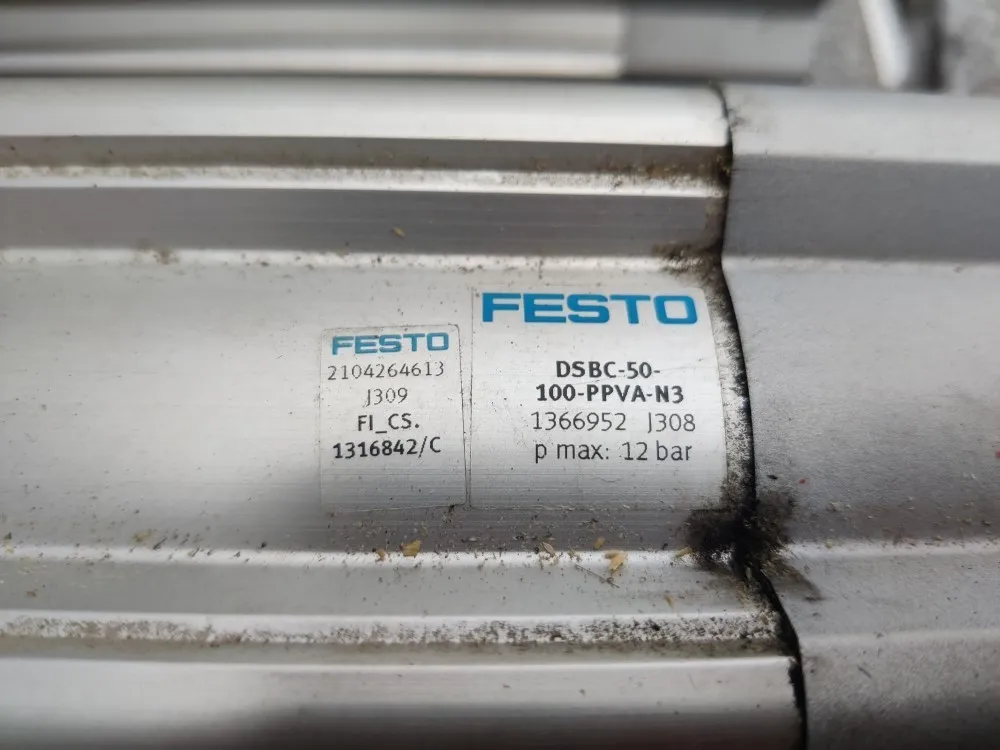 FESTO
2104264613
J309
FI_CS.
1316842/C
FESTO
DSBC-50-
100-PPVA-N3
1366952 J308
p max: 12 bar